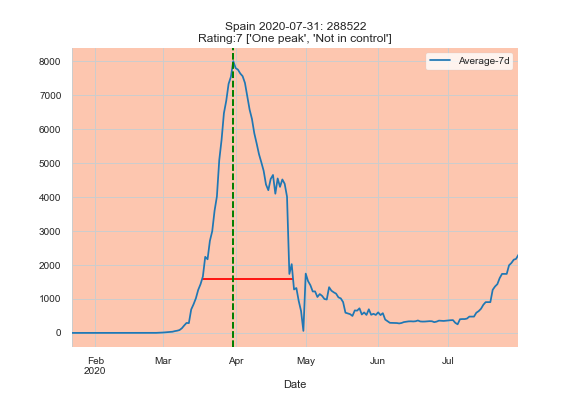 Spain 2020-07-31: 288522
Rating:7 ['One peak', 'Not in control']
Average-7d
8000
7000
6000
5000
4000
3000
2000
1000
0
Feb
2020
Mar
Apr
May
Jun
Jul
Date